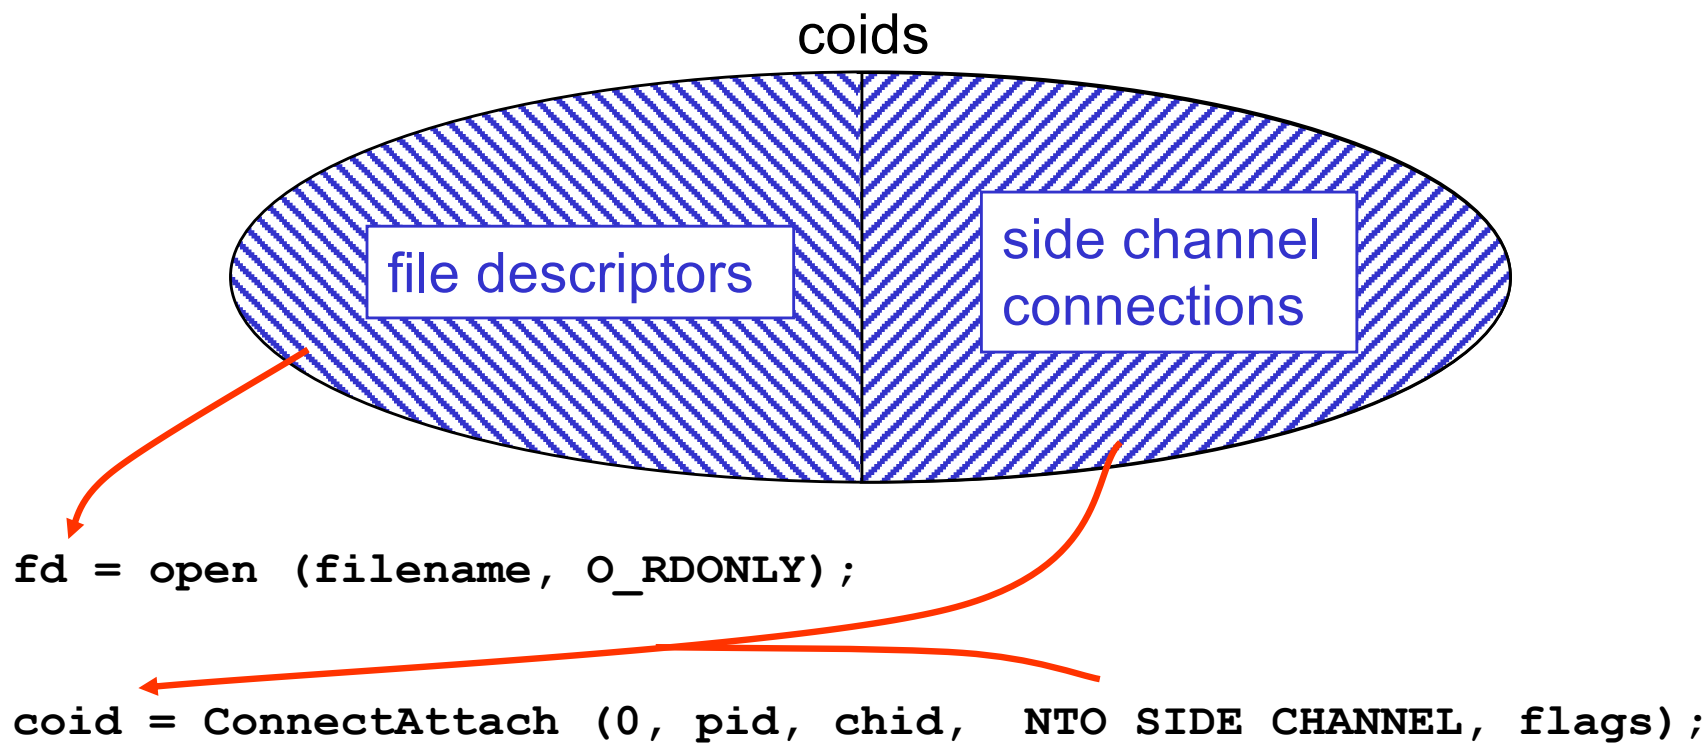 coids
file descriptors
side channel
connections
fd = open (filename, O_RDONLY);
coid = ConnectAttach (0, pid, chid, NTO SIDE CHANNEL, flags);